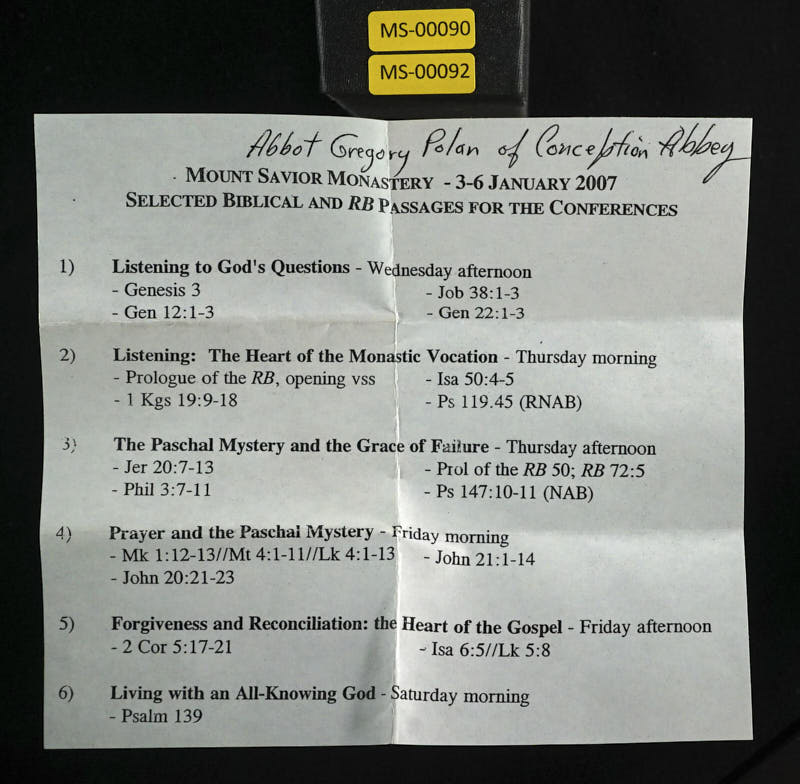 MS-00090
MS-00092
Abbot Gregory Polan of Conception Abbey
MOUNT SAVIOR MONASTERY - 3-6 JANUARY 2007
SELECTED BIBLICAL AND RB PASSAGES FOR THE CONFERENCES
1) Listening to God's Questions - Wednesday afternoon
- Genesis 3 - Job 38:1-3
- Gen 12:1-3 - Gen 22:1-3
2) Listening: The Heart of the Monastic Vocation - Thursday morning
- Prologue of the RB, opening vss - Isa 50:4-5
- 1 Kgs 19:9-18 - Ps 119.45 (RNAB)
3) The Paschal Mystery and the Grace of Failure - Thursday afternoon
- Jer 20:7-13 - Prol of the RB 50; RB 72:5
- Phil 3:7-11 - Ps 147:10-11 (NAB)
4) Prayer and the Paschal Mystery - Friday morning
- Mk 1:12-13//Mt 4:1-11//Lk 4:1-13 - John 21:1-14
- John 20:21-23
5) Forgiveness and Reconciliation: the Heart of the Gospel - Friday afternoon
- 2 Cor 5:17-21 - Isa 6:5//Lk 5:8
6) Living with an All-Knowing God - Saturday morning
- Psalm 139